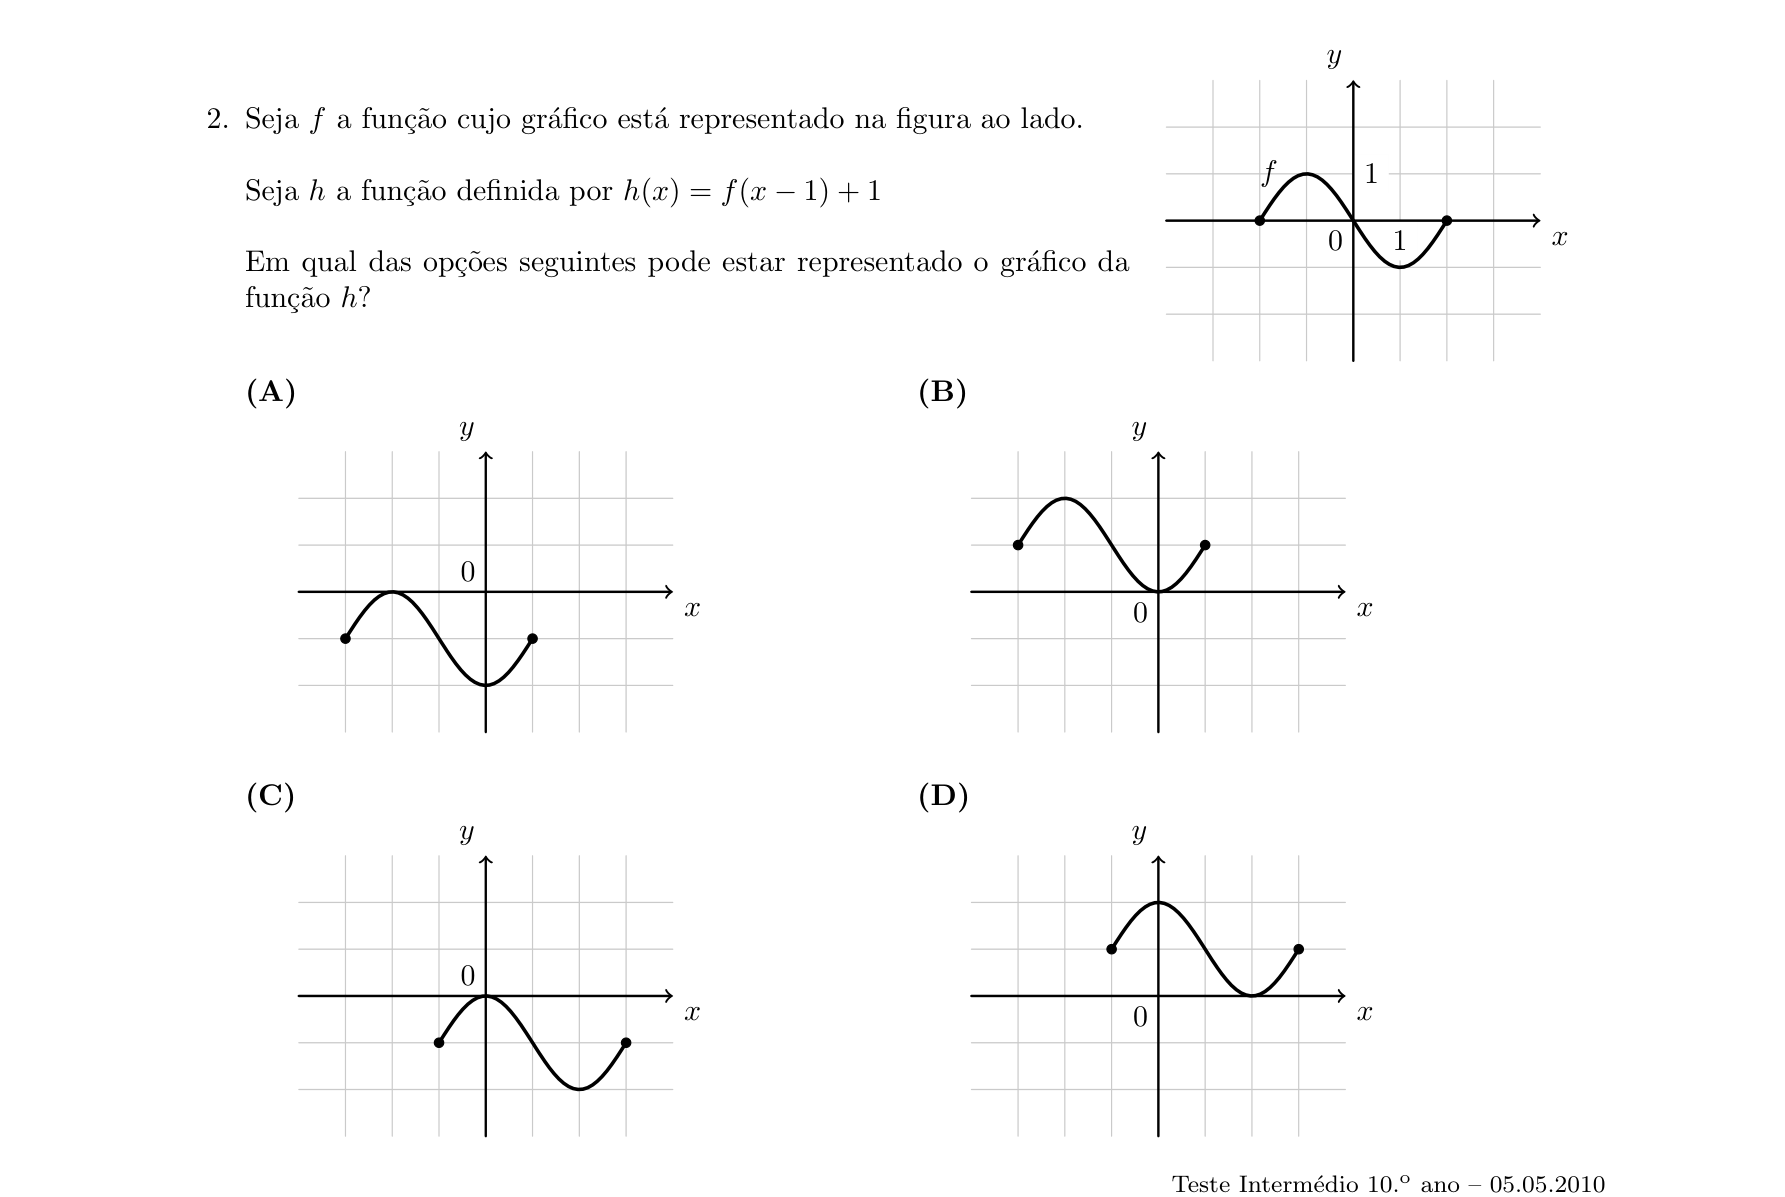 y
2. Seja f a função cujo gráfico está representado na figura ao lado.
f 1
Seja h a função definida por h(x) = f(x − 1) + 1
0 1 x
Em qual das opções seguintes pode estar representado o gráfico da
função h?
(A)
y
0
x
(B)
y
0
x
(C)
y
0
x
(D)
y
0
x
Teste Intermédio 10.º ano – 05.05.2010